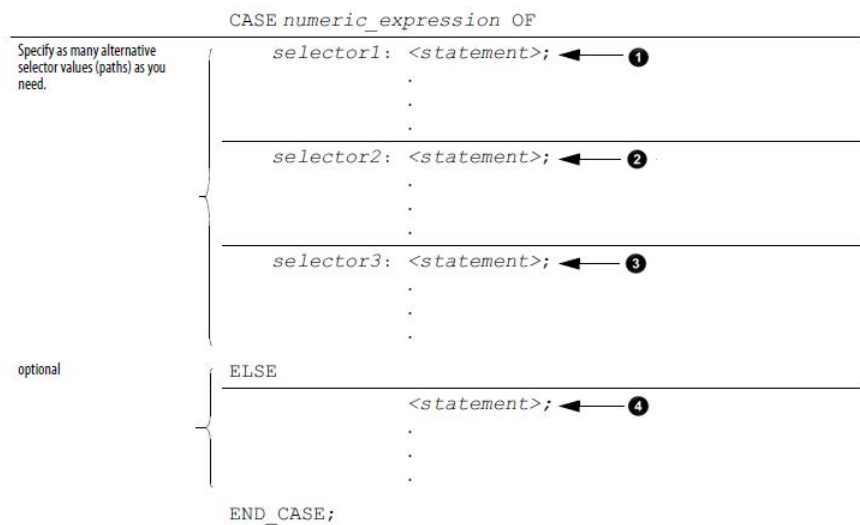 CASE numeric_expression OF
Specify as many alternative
selector values (paths) as you
need.
selector1: <statement>; 1
.
.
.
selector2: <statement>; 2
.
.
.
selector3: <statement>; 3
.
.
.
optional
ELSE
<statement>; 4
.
.
.
END_CASE;